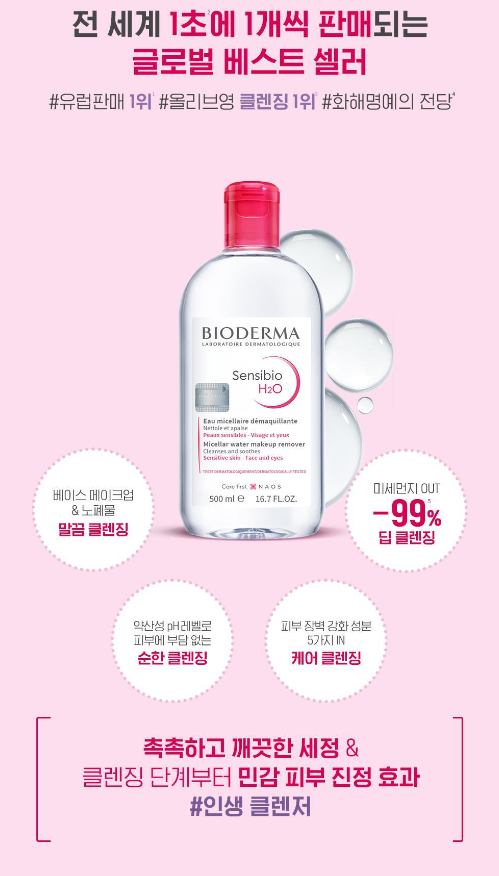 전 세계 1초에 1개씩 판매되는
글로벌 베스트 셀러
#유럽판매 1위 #올리브영 클렌징 1위 #화해명예의 전당
BIODERMA
LABORATOIRE DERMATOLOGIQUE
Sensibio
H2O
Eau micellaire démaquillante
Nettoie et apaise
Peaux sensibles - Visage et yeux
Micellar water makeup remover
Cleanses and soothes
Sensitive skin - Face and eyes
Care first NAOS
500 ml e 16.7 FL.OZ.
베이스 메이크업
& 노폐물
말끔 클렌징
미세먼지 OUT
-99%
딥 클렌징
약산성 pH레벨로
피부에 부담 없는
순한 클렌징
피부 장벽 강화 성분
5가지 IN
케어 클렌징
촉촉하고 깨끗한 세정 &
클렌징 단계부터 민감 피부 진정 효과
#인생 클렌저